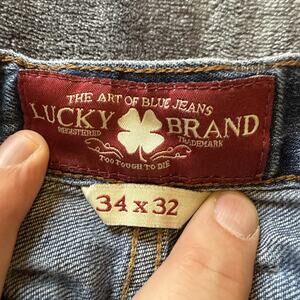 THE ART OF BLUE JEANS
LUCKY BRAND
REGISTERED TRADEMARK
TOO TOUGH TO DIE
34 x 32